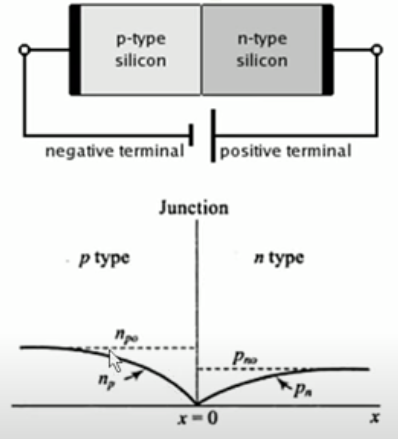 p-type n-type
silicon silicon
negative terminal positive terminal
Junction
p type n type
npo
pno
np
pn
x = 0 x